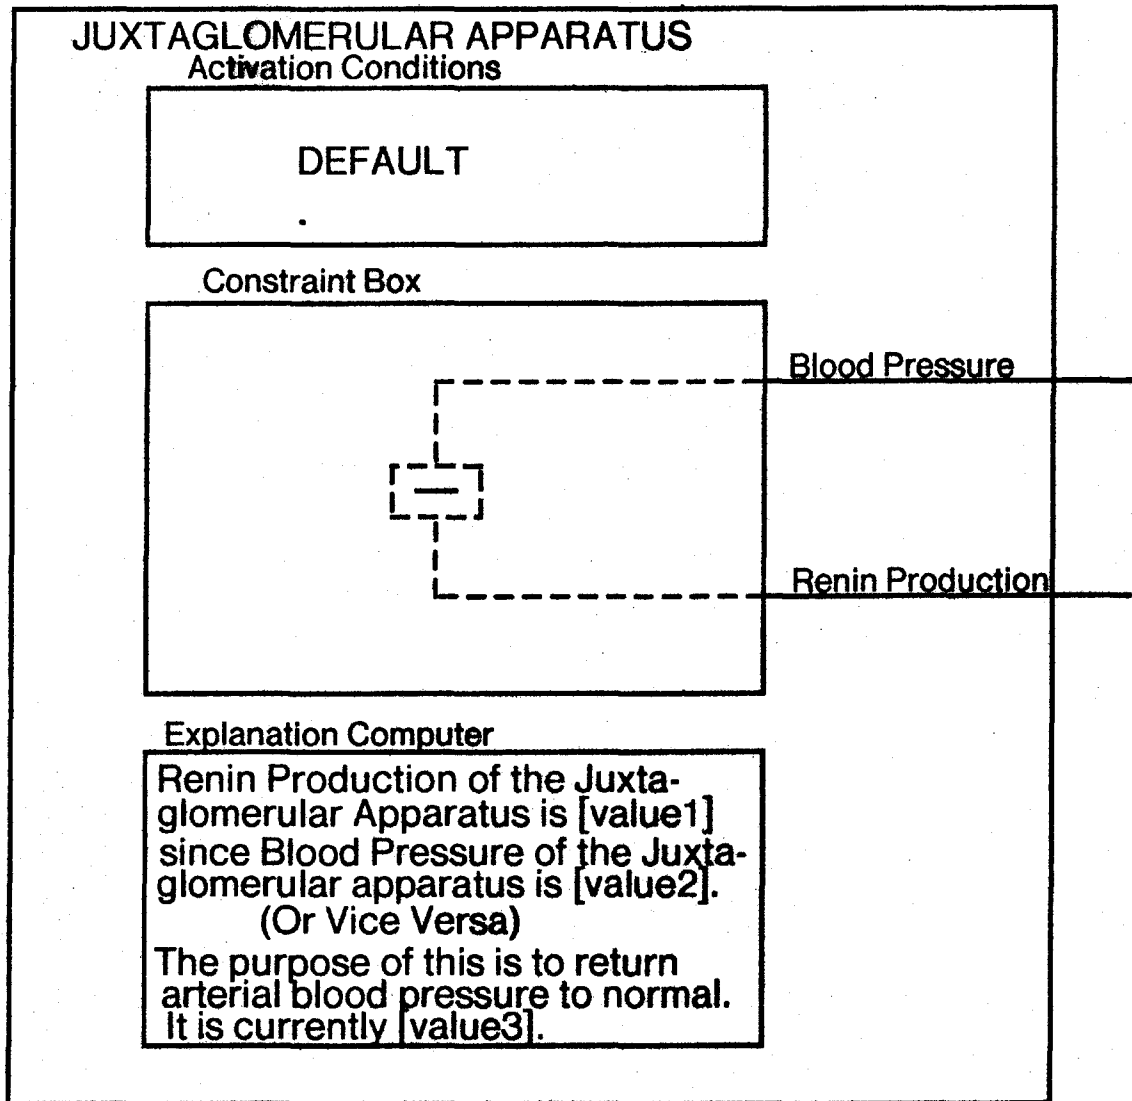 JUXTAGLOMERULAR APPARATUS
Activation Conditions
DEFAULT
Constraint Box
Blood Pressure
—
Renin Production
Explanation Computer
Renin Production of the Juxta-
glomerular Apparatus is [value1]
since Blood Pressure of the Juxta-
glomerular apparatus is [value2].
(Or Vice Versa)
The purpose of this is to return
arterial blood pressure to normal.
It is currently [value3].